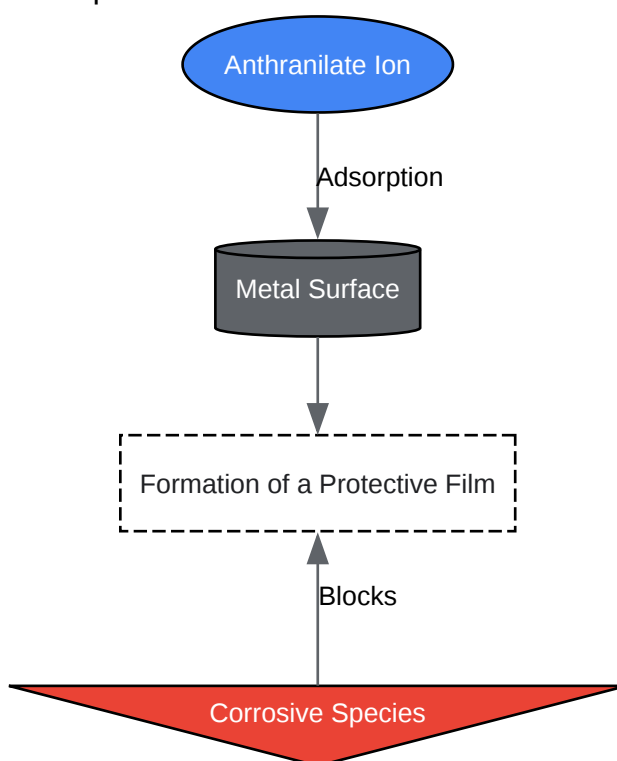 Anthranilate Ion
Adsorption
Metal Surface
Formation of a Protective Film
Blocks
Corrosive Species